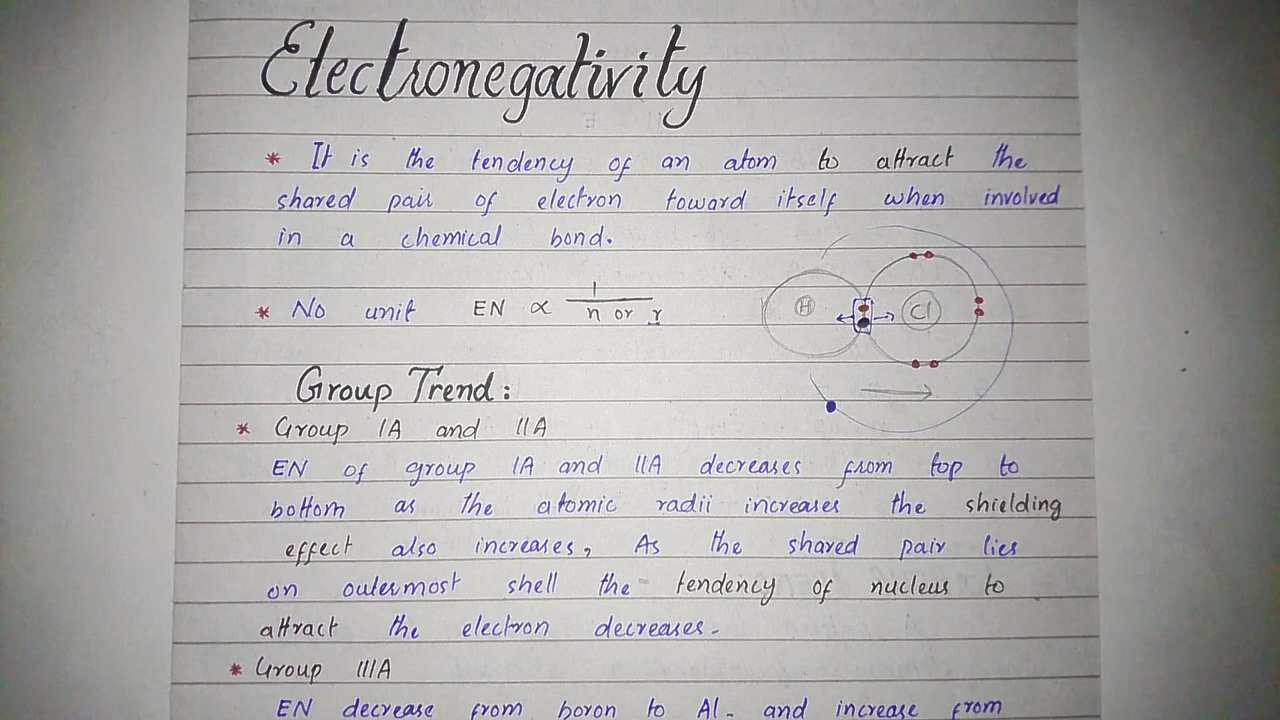 Electronegativity
* It is the tendency of an atom to attract the
shared pair of electron toward itself when involved
in a chemical bond.
* No unit EN ∝ 1 / n or r
H Cl
Group Trend:
* Group IA and IIA
EN of group IA and IIA decreases from top to
bottom as the atomic radii increases the shielding
effect also increases, As the shared pair lies
on outermost shell the tendency of nucleus to
attract the electron decreases.
* Group IIIA
EN decrease from boron to Al. and increase from